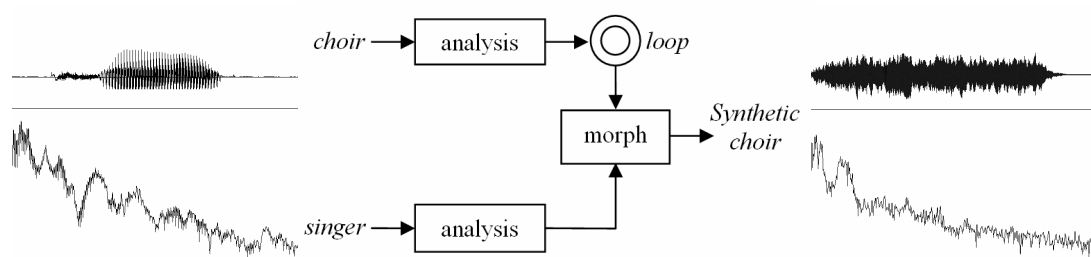 choir
analysis
loop
morph
Synthetic
choir
singer
analysis